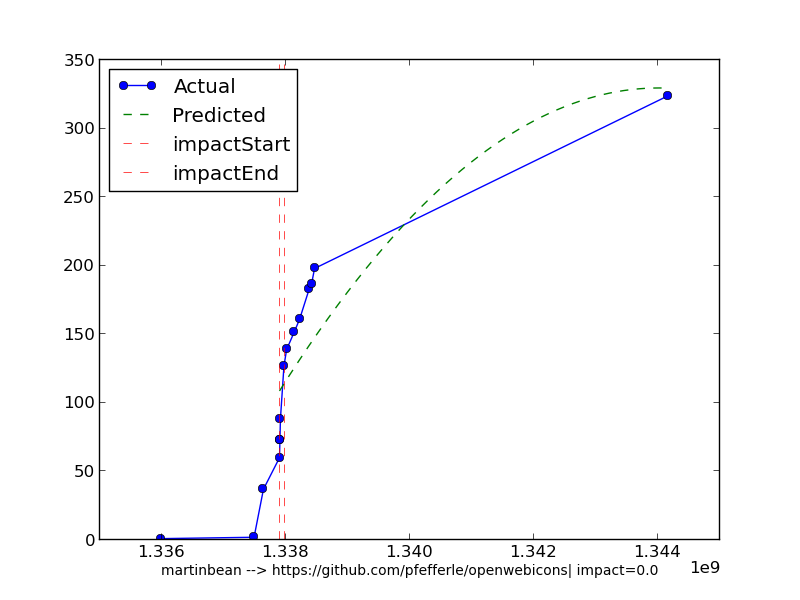 350
300
250
200
150
100
50
0
Actual
Predicted
impactStart
impactEnd
1.336 1.338 1.340 1.342 1.344
1e9
martinbean --> https://github.com/pfefferle/openwebicons| impact=0.0